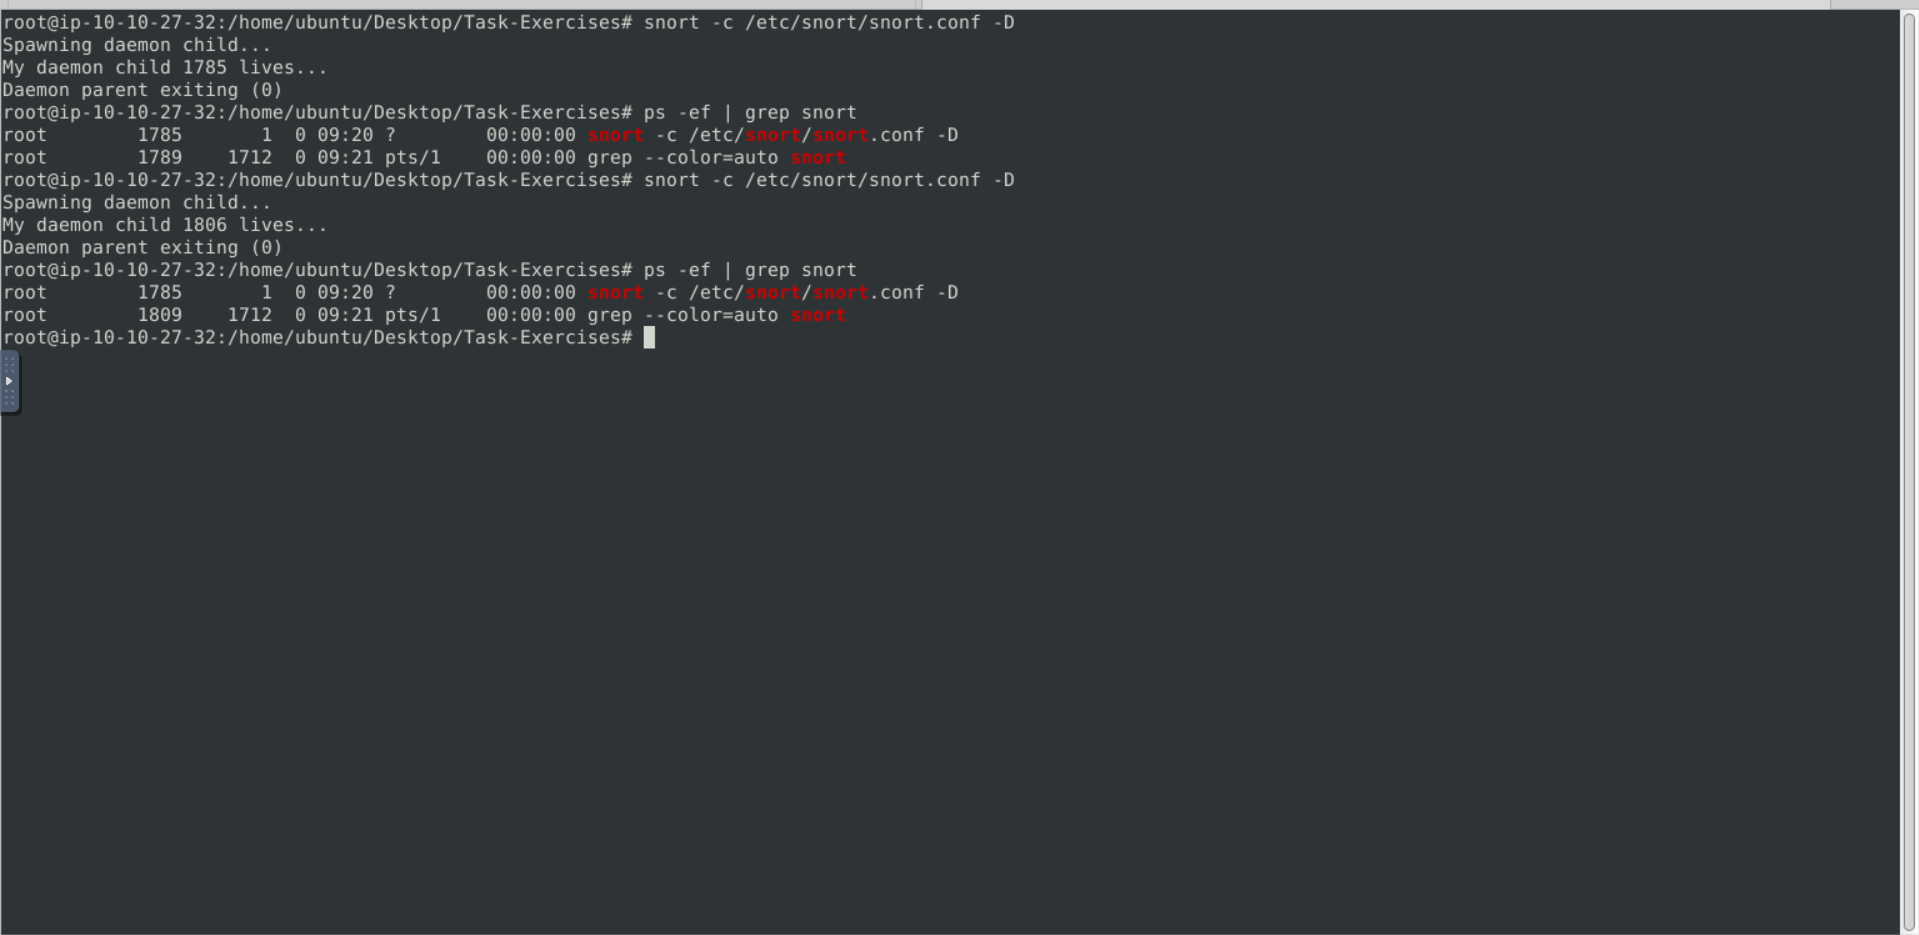 root@ip-10-10-27-32:/home/ubuntu/Desktop/Task-Exercises# snort -c /etc/snort/snort.conf -D
Spawning daemon child...
My daemon child 1785 lives...
Daemon parent exiting (0)
root@ip-10-10-27-32:/home/ubuntu/Desktop/Task-Exercises# ps -ef | grep snort
root        1785       1  0 09:20 ?        00:00:00 snort -c /etc/snort/snort.conf -D
root        1789    1712  0 09:21 pts/1    00:00:00 grep --color=auto snort
root@ip-10-10-27-32:/home/ubuntu/Desktop/Task-Exercises# snort -c /etc/snort/snort.conf -D
Spawning daemon child...
My daemon child 1806 lives...
Daemon parent exiting (0)
root@ip-10-10-27-32:/home/ubuntu/Desktop/Task-Exercises# ps -ef | grep snort
root        1785       1  0 09:20 ?        00:00:00 snort -c /etc/snort/snort.conf -D
root        1809    1712  0 09:21 pts/1    00:00:00 grep --color=auto snort
root@ip-10-10-27-32:/home/ubuntu/Desktop/Task-Exercises#